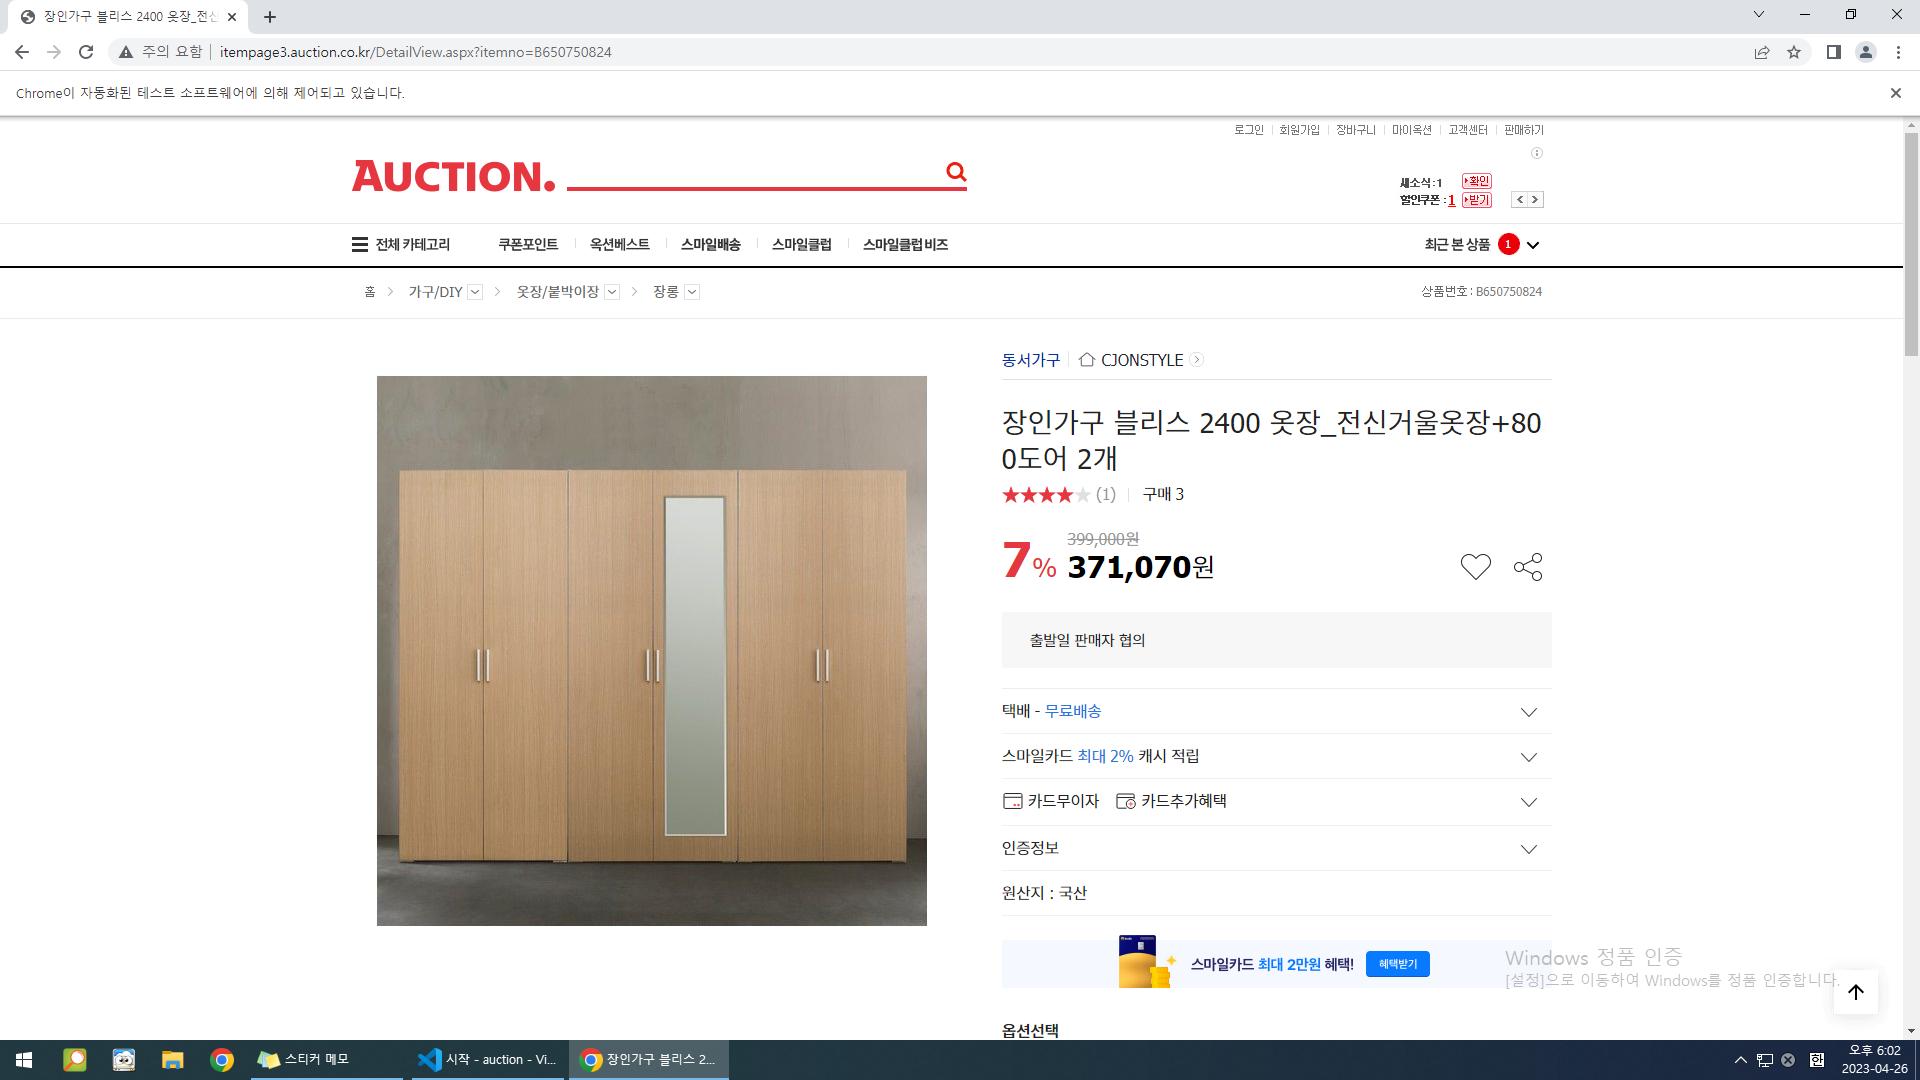 장인가구 블리스 2400 옷장_전신
주의 요함
itempage3.auction.co.kr/DetailView.aspx?itemno=B650750824
Chrome이 자동화된 테스트 소프트웨어에 의해 제어되고 있습니다.
로그인 회원가입 장바구니 마이옥션 고객센터 판매하기
AUCTION.
새소식:1 확인
할인쿠폰 : 1 받기
전체 카테고리 쿠폰포인트 옥션베스트 스마일배송 스마일클럽 스마일클럽 비즈 최근 본 상품 1
홈 > 가구/DIY > 옷장/붙박이장 > 장롱 상품번호 : B650750824
동서가구 CJONSTYLE
장인가구 블리스 2400 옷장_전신거울옷장+80
0도어 2개
(1) 구매 3
399,000원
7% 371,070원
출발일 판매자 협의
택배 - 무료배송
스마일카드 최대 2% 캐시 적립
카드무이자 카드추가혜택
인증정보
원산지 : 국산
스마일카드 최대 2만원 혜택! 혜택받기
Windows 정품 인증
[설정]으로 이동하여 Windows를 정품 인증합니다.
옵션선택
스티커 메모
시작 - auction - Vi...
장인가구 블리스 2...
한
오후 6:02
2023-04-26